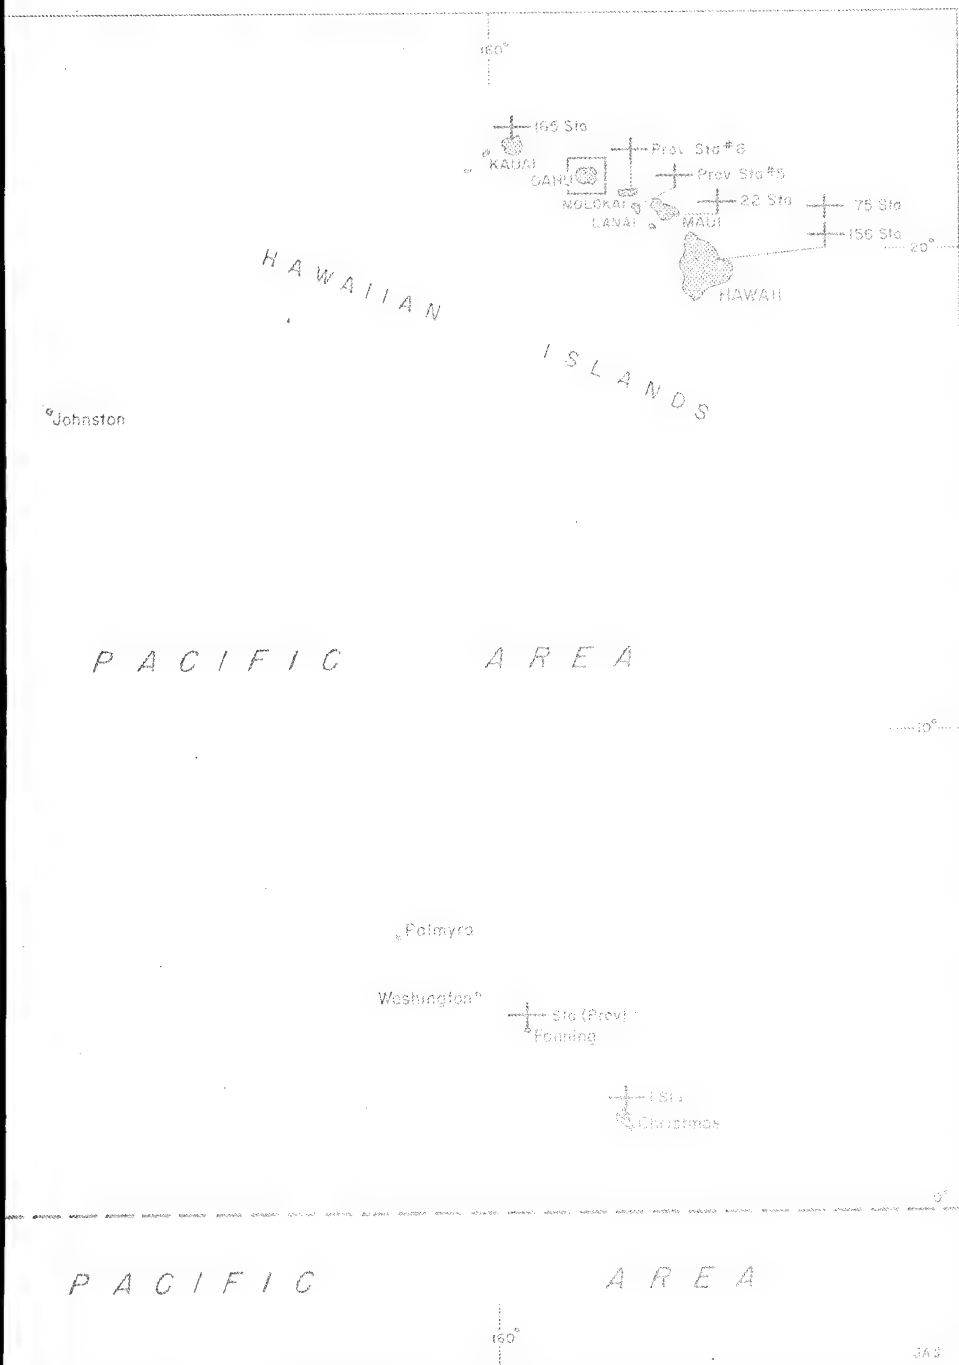 160°
165 Sta
Prov Sta #6
KAUAI
Prov Sta #5
OAHU
22 Sta
75 Sta
MOLOKAI
LANAI
MAUI
156 Sta
20°
HAWAII
HAWAIIAN
ISLANDS
Johnston
PACIFIC AREA
10°
Palmyra
Washington
Sta (Prov)
Fanning
Christmas
0°
PACIFIC AREA
160°